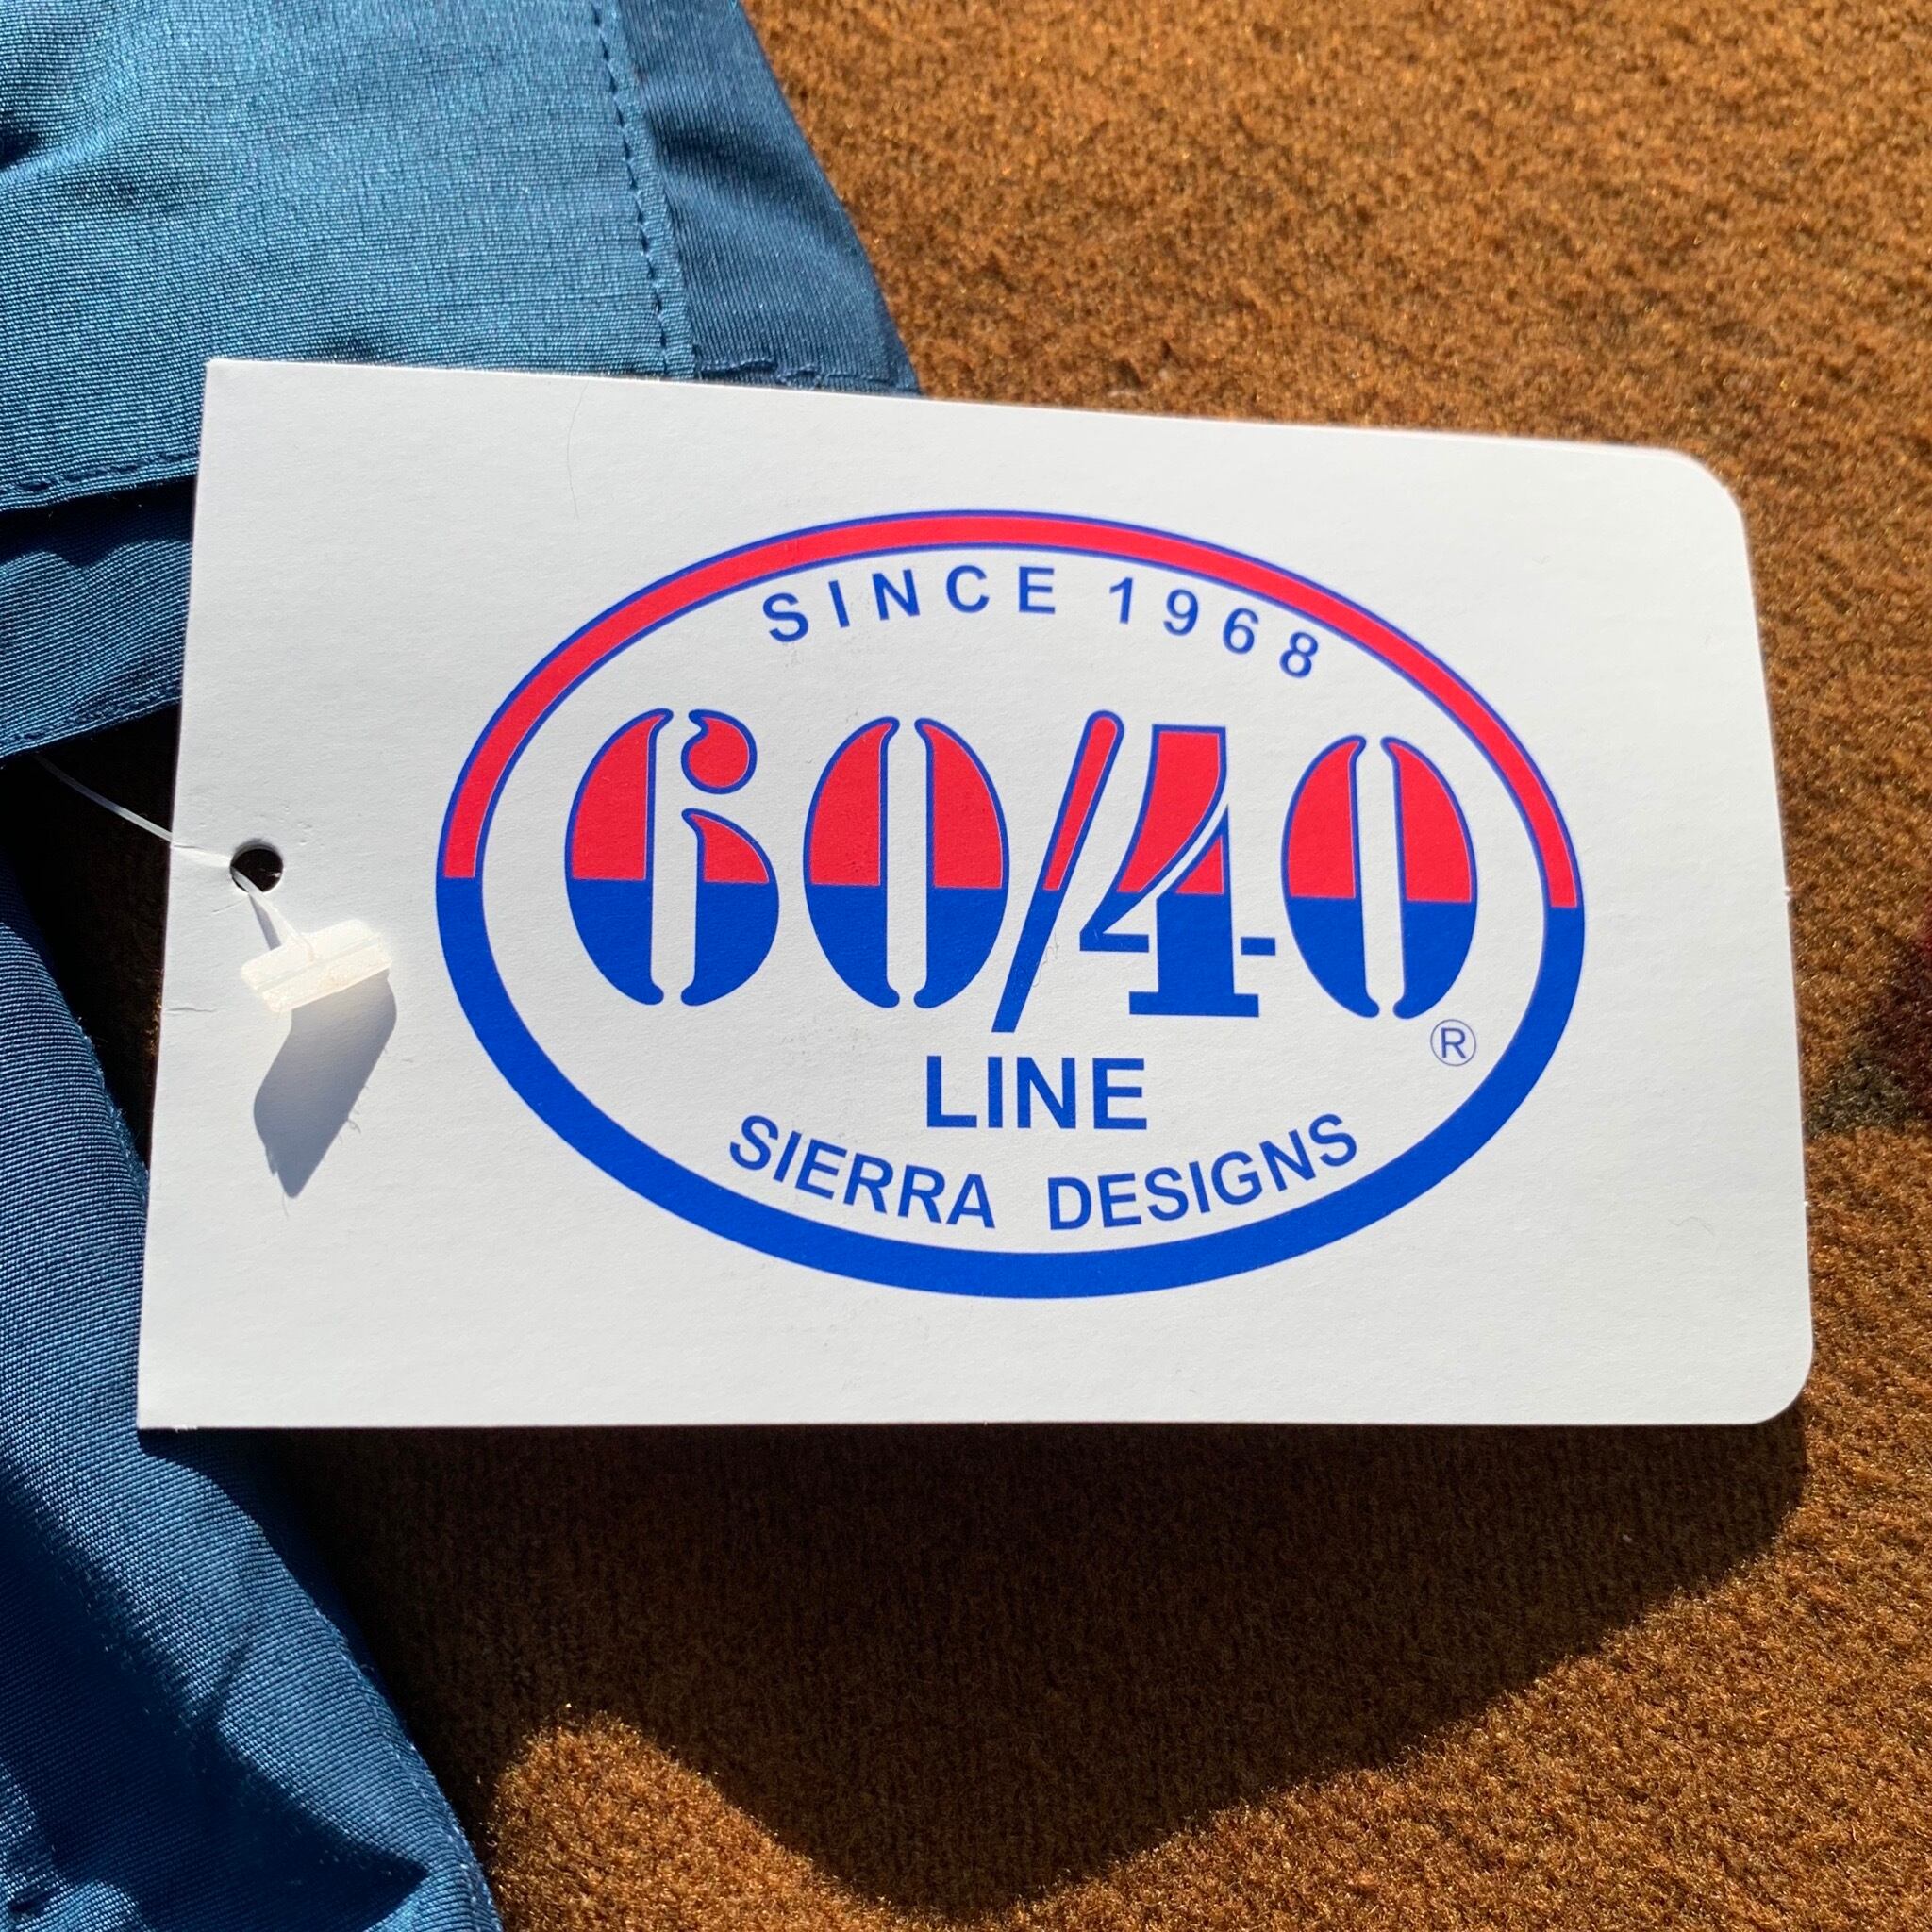 SINCE 1968
60/40
®
LINE
SIERRA DESIGNS